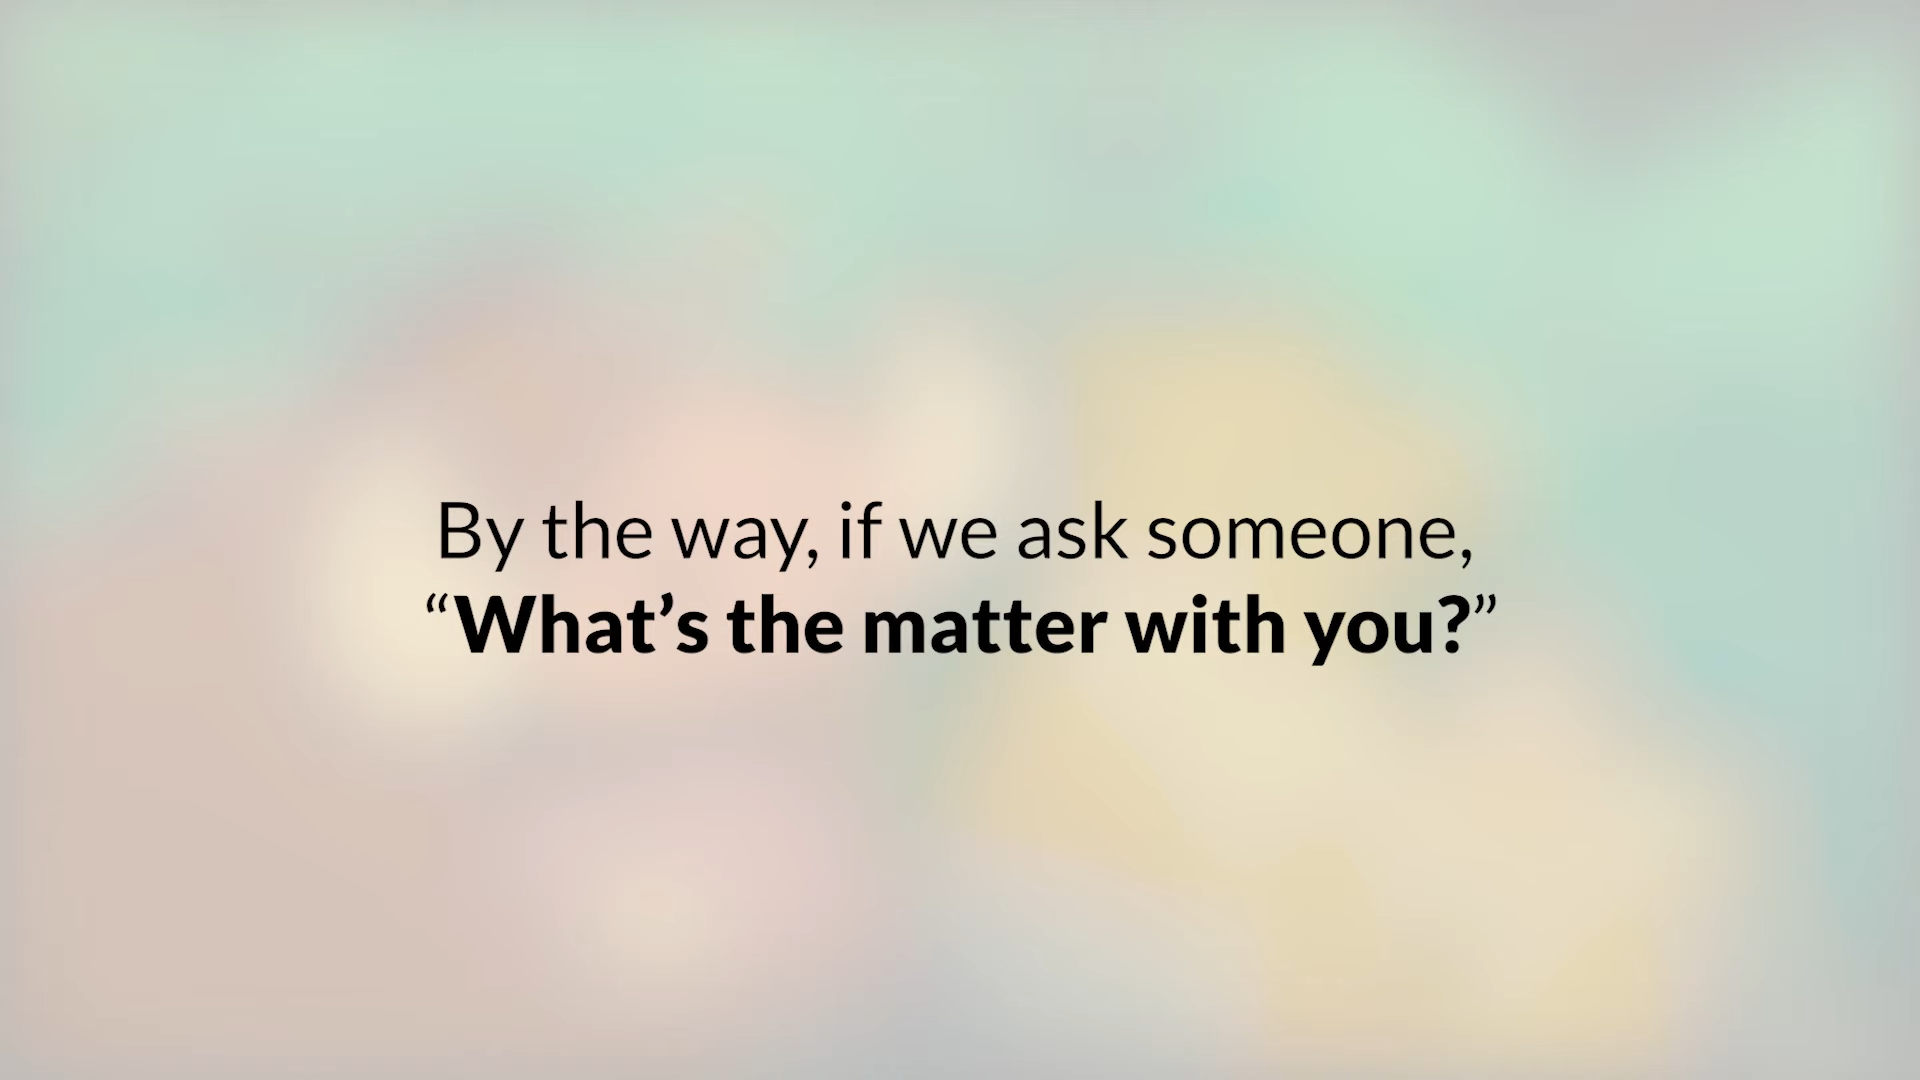 By the way, if we ask someone,
“What’s the matter with you?”